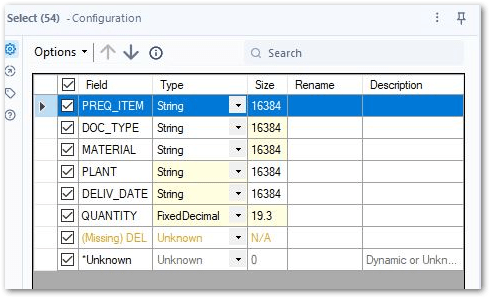 Select (54) - Configuration
Options Search
Field Type Size Rename Description
PREQ_ITEM String 16384
DOC_TYPE String 16384
MATERIAL String 16384
PLANT String 16384
DELIV_DATE String 16384
QUANTITY FixedDecimal 19.3
(Missing) DEL Unknown N/A
*Unknown Unknown 0 Dynamic or Unkn...